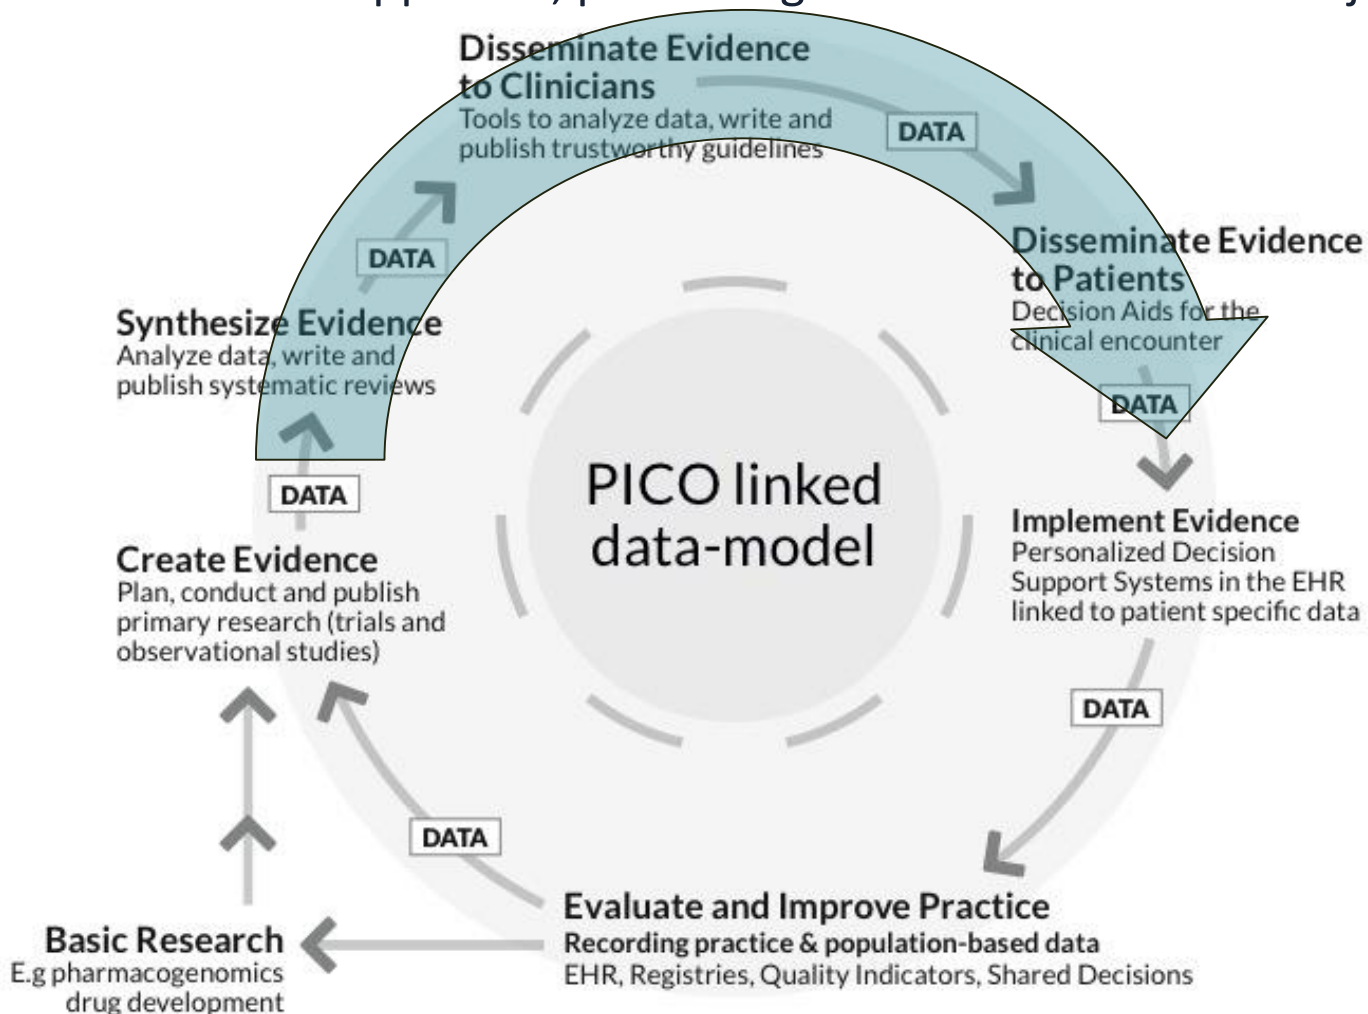 Disseminate Evidence
to Clinicians
Tools to analyze data, write and
publish trustworthy guidelines
DATA
Disseminate Evidence
to Patients
Decision Aids for the
clinical encounter
DATA
Implement Evidence
Personalized Decision
Support Systems in the EHR
linked to patient specific data
DATA
Evaluate and Improve Practice
Recording practice & population-based data
EHR, Registries, Quality Indicators, Shared Decisions
DATA
Basic Research
E.g pharmacogenomics
drug development
Create Evidence
Plan, conduct and publish
primary research (trials and
observational studies)
DATA
Synthesize Evidence
Analyze data, write and
publish systematic reviews
DATA
PICO linked
data-model